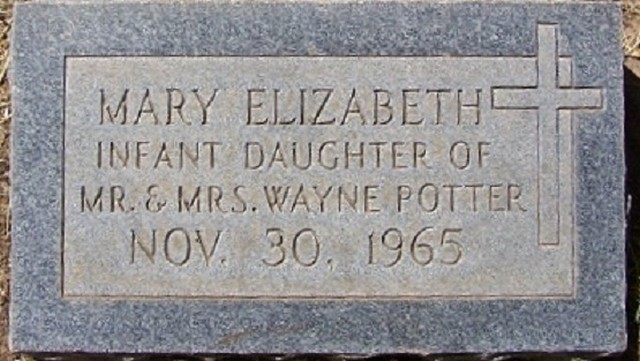 MARY ELIZABETH
INFANT DAUGHTER OF
MR. & MRS. WAYNE POTTER
NOV. 30, 1965